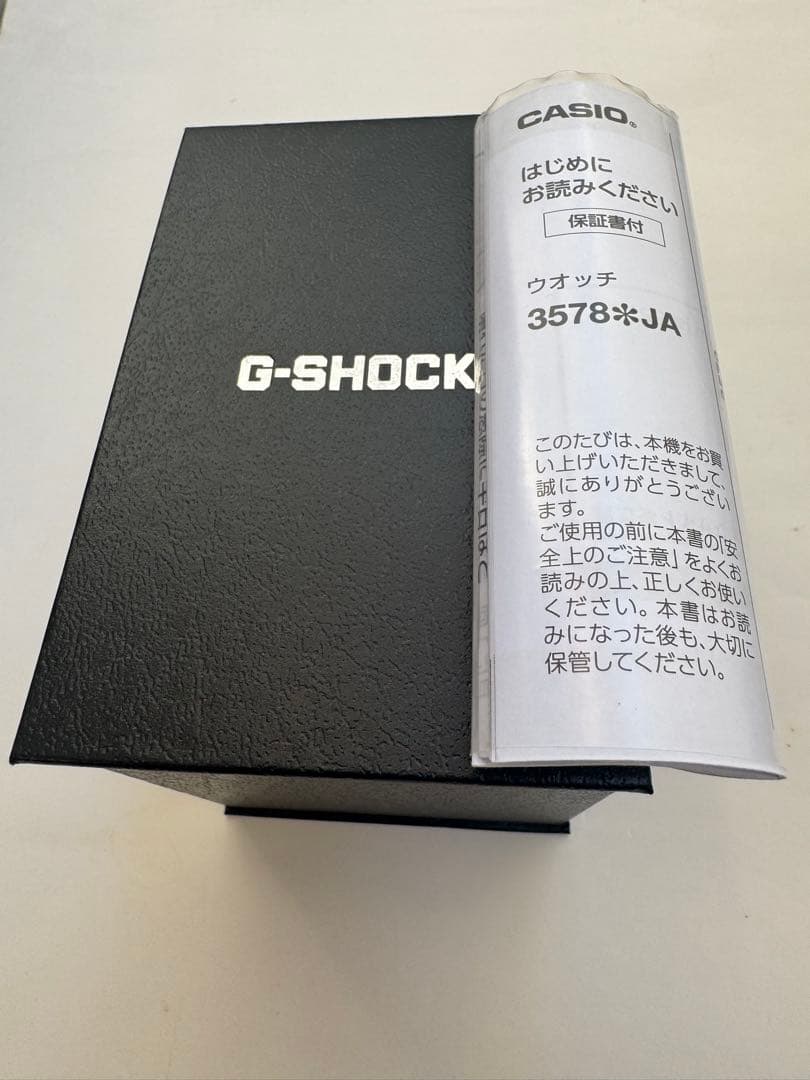 G-SHOCK
CASIO®
はじめに
お読みください
保証書付
ウオッチ
3578✻JA
このたびは、本機をお買
い上げいただきまして、
誠にありがとうござい
ます。
ご使用の前に本書の「安
全上のご注意」をよくお
読みの上、正しくお使い
ください。本書はお読
みになった後も、大切に
保管してください。